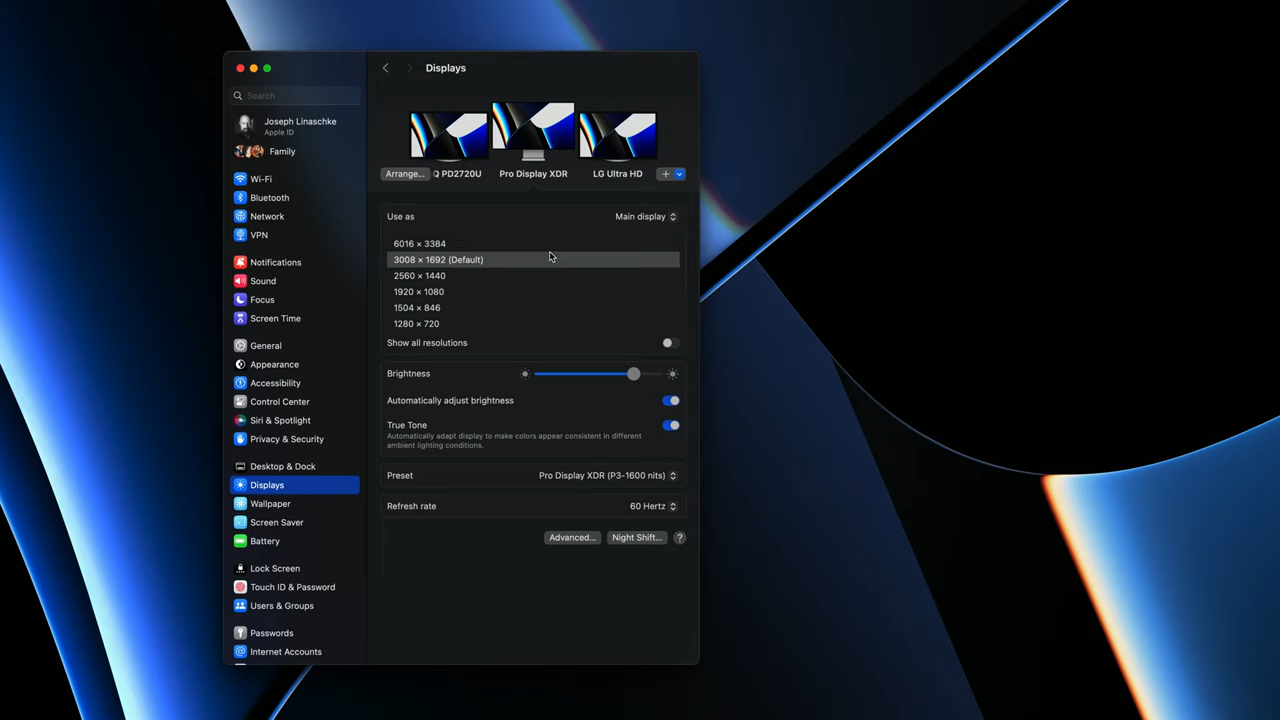 Displays
Search
Joseph Linaschke
Apple ID
Family
Wi-Fi
Bluetooth
Network
VPN
Notifications
Sound
Focus
Screen Time
General
Appearance
Accessibility
Control Center
Siri & Spotlight
Privacy & Security
Desktop & Dock
Displays
Wallpaper
Screen Saver
Battery
Lock Screen
Touch ID & Password
Users & Groups
Passwords
Internet Accounts
Arrange... Q PD2720U Pro Display XDR LG Ultra HD +
Use as Main display
6016 × 3384
3008 × 1692 (Default)
2560 × 1440
1920 × 1080
1504 × 846
1280 × 720
Show all resolutions
Brightness
Automatically adjust brightness
True Tone
Automatically adapt display to make colors appear consistent in different
ambient lighting conditions.
Preset Pro Display XDR (P3-1600 nits)
Refresh rate 60 Hertz
Advanced... Night Shift... ?